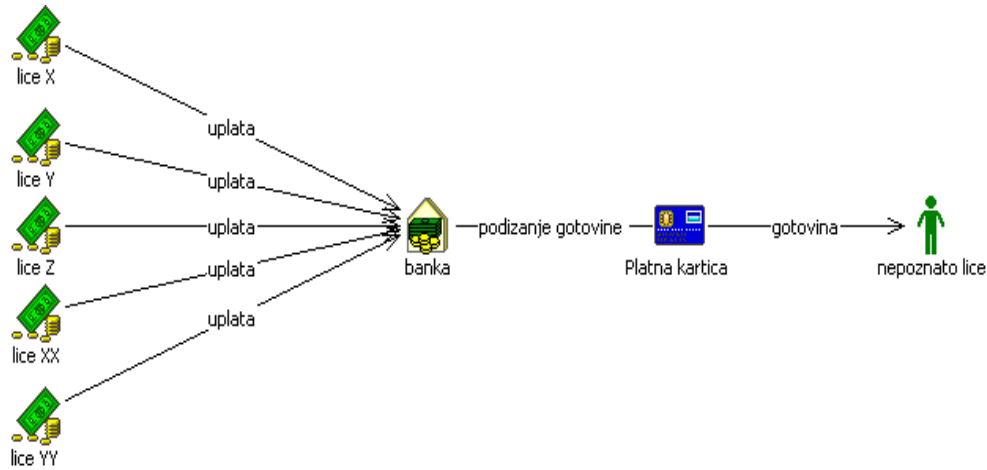 lice X
uplata
lice Y
uplata
lice Z
uplata
lice XX
uplata
lice YY
uplata
banka
podizanje gotovine
Platna kartica
gotovina
nepoznato lice